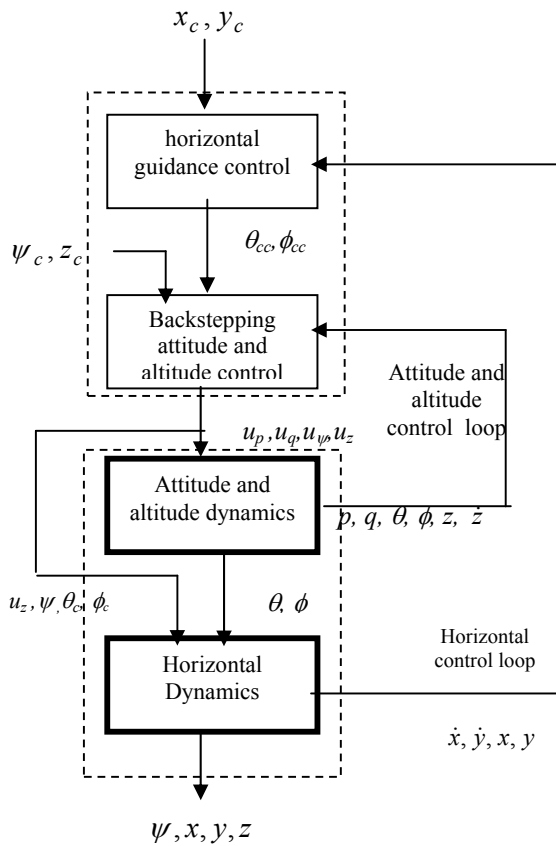 x_c, y_c
horizontal
guidance control
θ_cc, ϕ_cc
ψ_c, z_c
Backstepping
attitude and
altitude control
Attitude and
altitude
control loop
u_p, u_q, u_ψ, u_z
Attitude and
altitude dynamics
p, q, θ, ϕ, z, ż
u_z, ψ, θ_c, ϕ_c
θ, ϕ
Horizontal
control loop
Horizontal
Dynamics
ẋ, ẏ, x, y
ψ, x, y, z